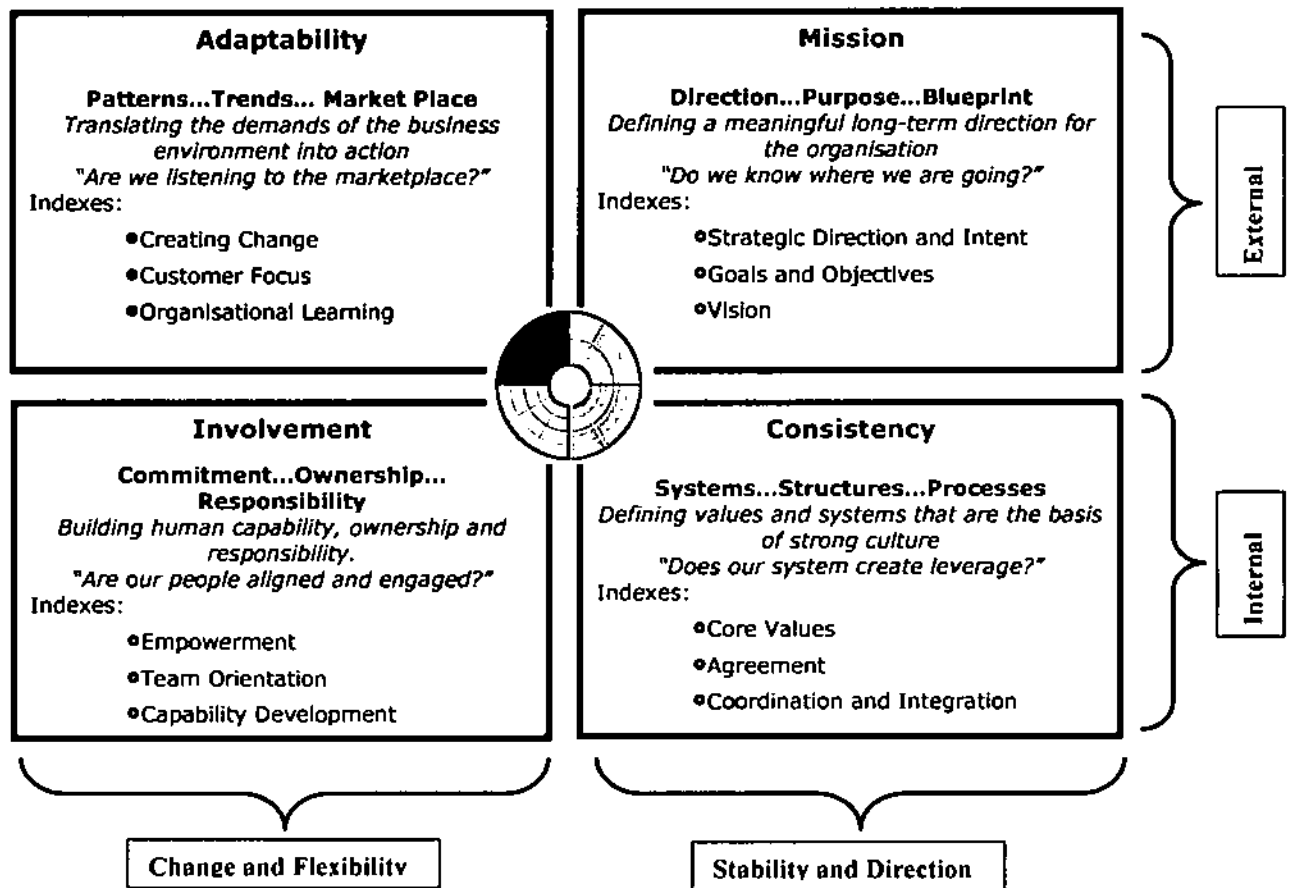 Adaptability
Patterns...Trends... Market Place
Translating the demands of the business
environment into action
"Are we listening to the marketplace?"
Indexes:
•Creating Change
•Customer Focus
•Organisational Learning
Mission
Direction...Purpose...Blueprint
Defining a meaningful long-term direction for
the organisation
"Do we know where we are going?"
Indexes:
•Strategic Direction and Intent
•Goals and Objectives
•Vision
External
Involvement
Commitment...Ownership...
Responsibility
Building human capability, ownership and
responsibility.
"Are our people aligned and engaged?"
Indexes:
•Empowerment
•Team Orientation
•Capability Development
Consistency
Systems...Structures...Processes
Defining values and systems that are the basis
of strong culture
"Does our system create leverage?"
Indexes:
•Core Values
•Agreement
•Coordination and Integration
Internal
Change and Flexibility
Stability and Direction